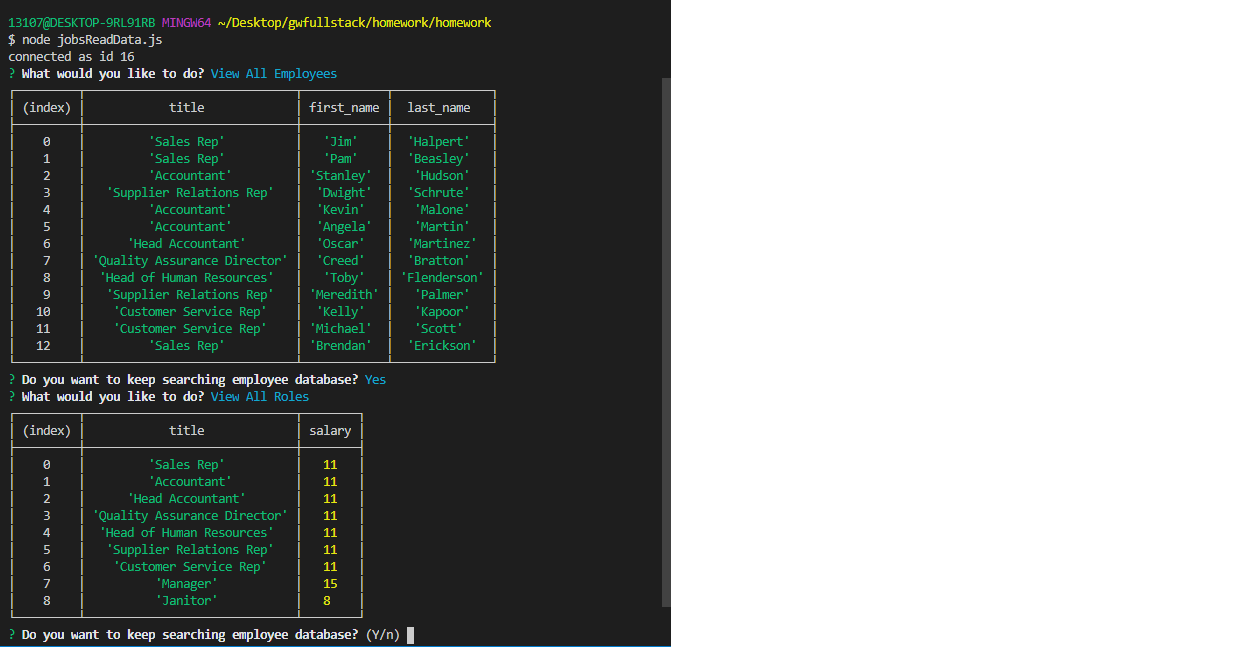 13107@DESKTOP-9RL91RB MINGW64 ~/Desktop/gwfullstack/homework/homework
$ node jobsReadData.js
connected as id 16
? What would you like to do? View All Employees
(index) title first_name last_name
0 'Sales Rep' 'Jim' 'Halpert'
1 'Sales Rep' 'Pam' 'Beasley'
2 'Accountant' 'Stanley' 'Hudson'
3 'Supplier Relations Rep' 'Dwight' 'Schrute'
4 'Accountant' 'Kevin' 'Malone'
5 'Accountant' 'Angela' 'Martin'
6 'Head Accountant' 'Oscar' 'Martinez'
7 'Quality Assurance Director' 'Creed' 'Bratton'
8 'Head of Human Resources' 'Toby' 'Flenderson'
9 'Supplier Relations Rep' 'Meredith' 'Palmer'
10 'Customer Service Rep' 'Kelly' 'Kapoor'
11 'Customer Service Rep' 'Michael' 'Scott'
12 'Sales Rep' 'Brendan' 'Erickson'
? Do you want to keep searching employee database? Yes
? What would you like to do? View All Roles
(index) title salary
0 'Sales Rep' 11
1 'Accountant' 11
2 'Head Accountant' 11
3 'Quality Assurance Director' 11
4 'Head of Human Resources' 11
5 'Supplier Relations Rep' 11
6 'Customer Service Rep' 11
7 'Manager' 15
8 'Janitor' 8
? Do you want to keep searching employee database? (Y/n)